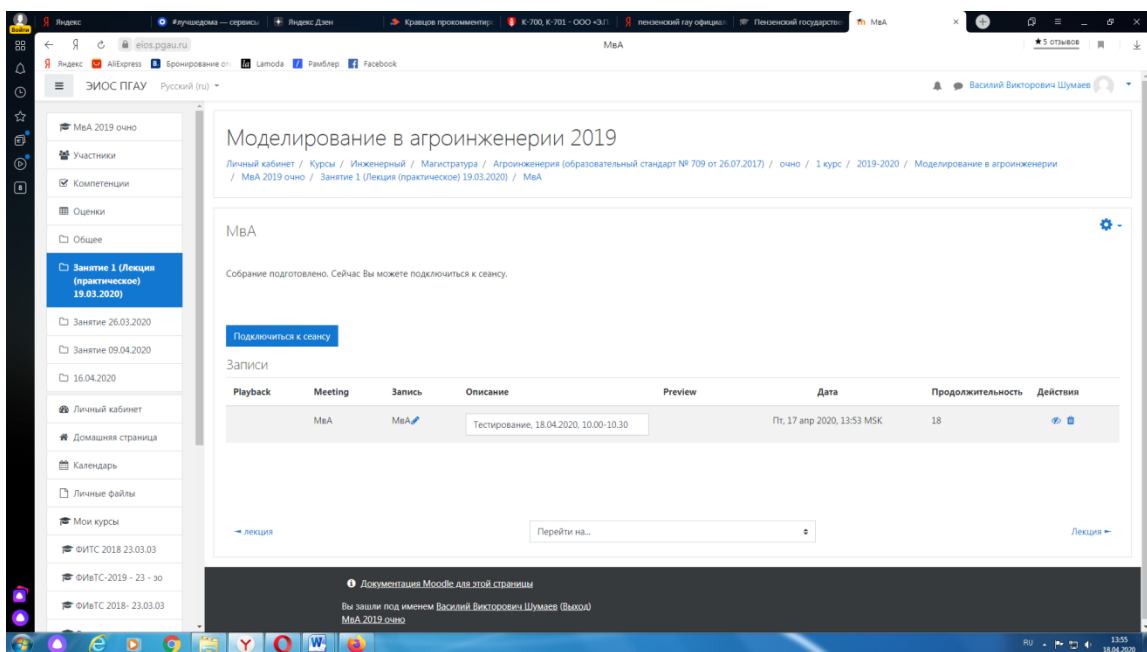 Войти
Яндекс
#лучшедома — сервисы
Яндекс Дзен
Кравцов прокомментиро
К-700, К-701 - ООО «Э.П.
пензенский гау официал
Пензенский государстве
МвА
eios.pgau.ru
МвА
★5 отзывов
Яндекс AliExpress Бронирование оте Lamoda Рамблер Facebook
ЭИОС ПГАУ Русский (ru)
Василий Викторович Шумаев
МвА 2019 очно
Участники
Компетенции
Оценки
Общее
Занятие 1 (Лекция
(практическое)
19.03.2020)
Занятие 26.03.2020
Занятие 09.04.2020
16.04.2020
Личный кабинет
Домашняя страница
Календарь
Личные файлы
Мои курсы
ФИТС 2018 23.03.03
ФИвТС-2019 - 23 - зо
ФИвТС 2018- 23.03.03
Моделирование в агроинженерии 2019
Личный кабинет / Курсы / Инженерный / Магистратура / Агроинженерия (образовательный стандарт № 709 от 26.07.2017) / очно / 1 курс / 2019-2020 / Моделирование в агроинженерии
/ МвА 2019 очно / Занятие 1 (Лекция (практическое) 19.03.2020) / МвА
МвА
Собрание подготовлено. Сейчас Вы можете подключиться к сеансу.
Подключиться к сеансу
Записи
Playback Meeting Запись Описание Preview Дата Продолжительность Действия
МвА МвА Тестирование, 18.04.2020, 10.00-10.30 Пт, 17 апр 2020, 13:53 MSK 18
◄ лекция
Перейти на...
Лекция ►
Документация Moodle для этой страницы
Вы зашли под именем Василий Викторович Шумаев (Выход)
МвА 2019 очно
RU
13:55
18.04.2020